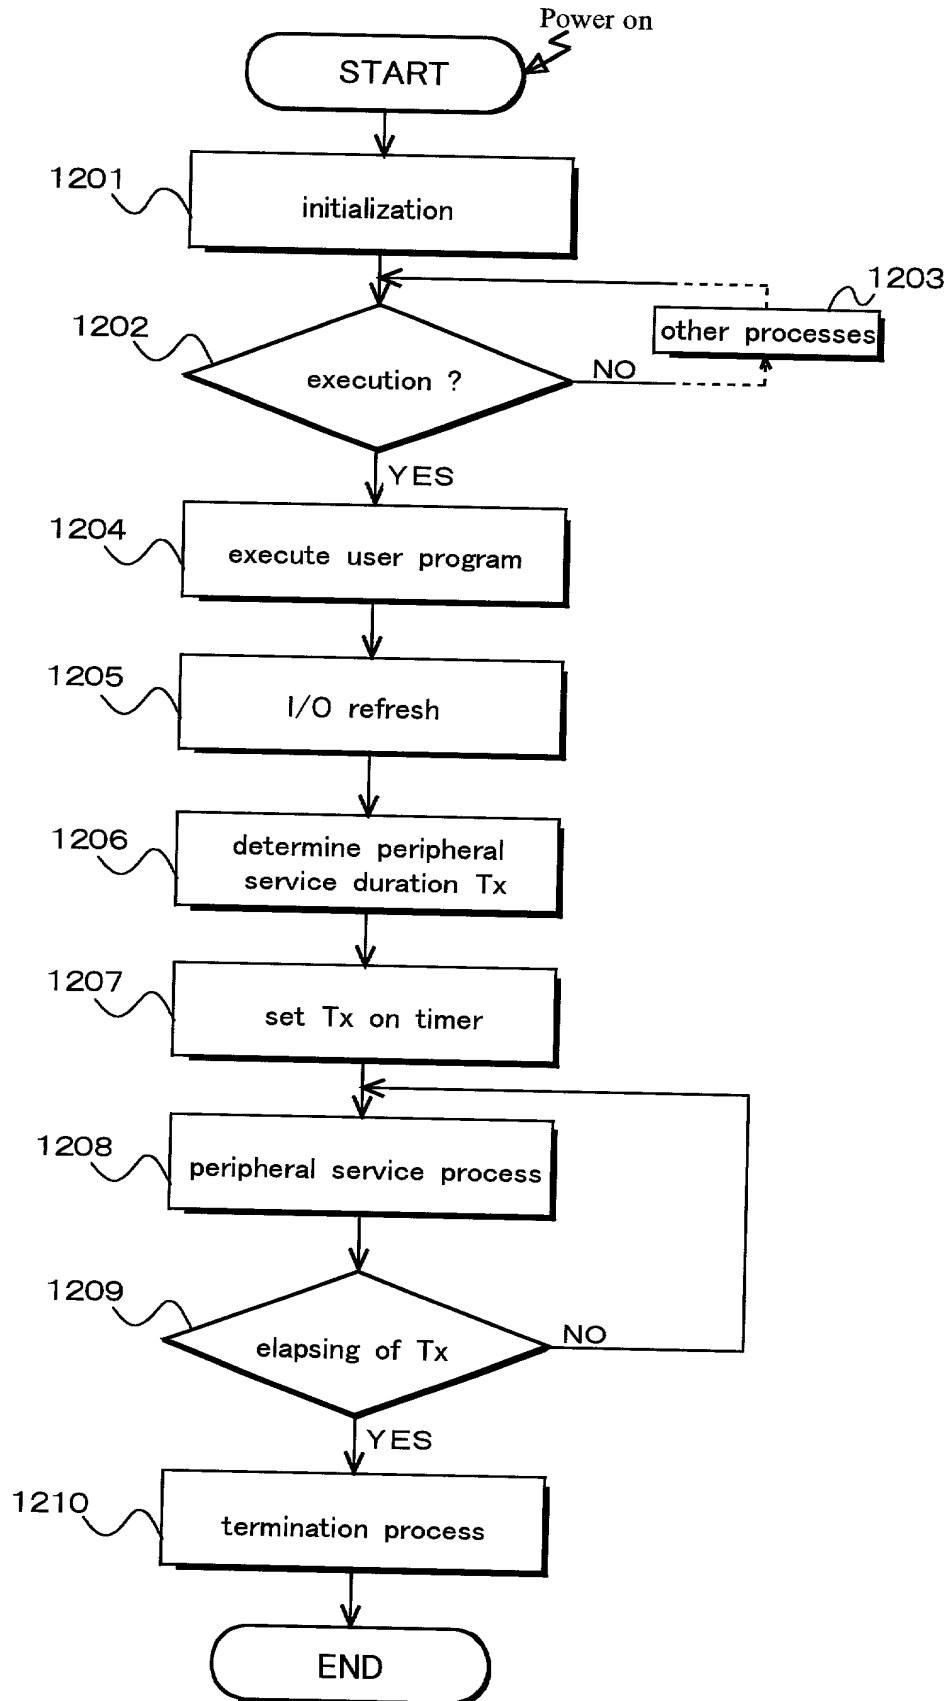 Power on
START
1201
initialization
1203
other processes
1202
execution ?
NO
YES
1204
execute user program
1205
I/O refresh
1206
determine peripheral
service duration Tx
1207
set Tx on timer
1208
peripheral service process
1209
elapsing of Tx
NO
YES
1210
termination process
END